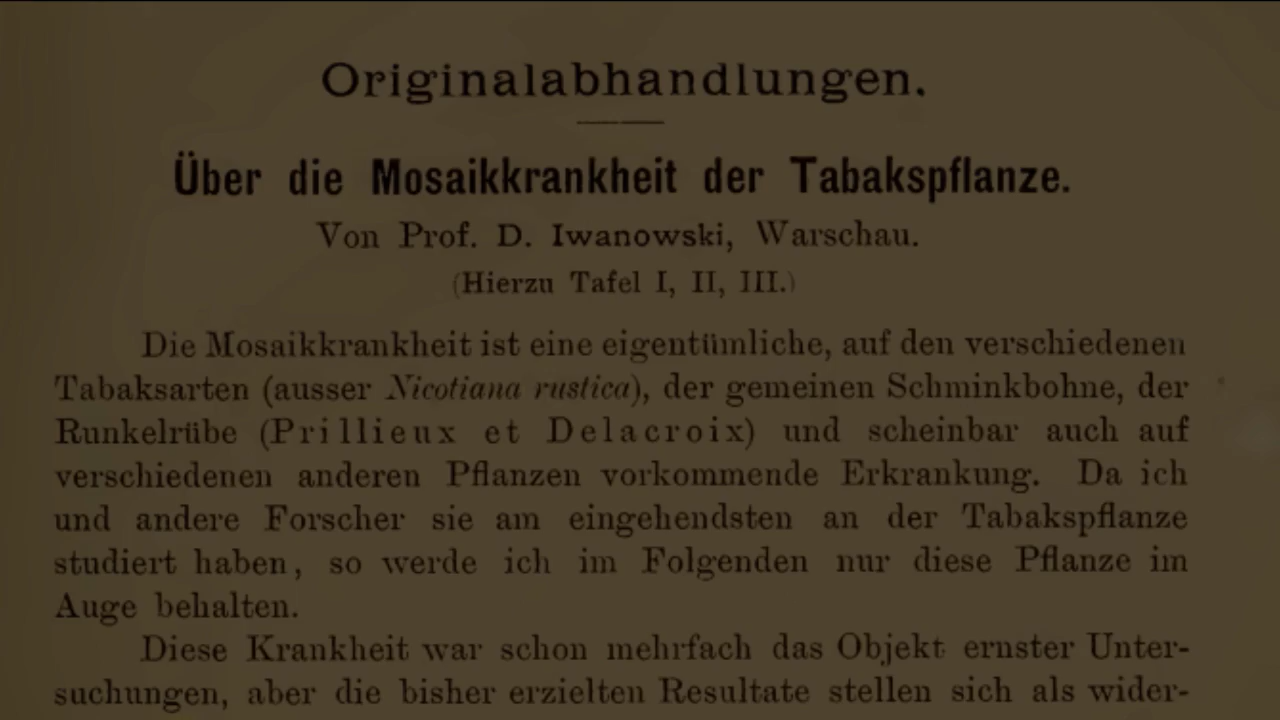 Originalabhandlungen.
Über die Mosaikkrankheit der Tabakspflanze.
Von Prof. D. Iwanowski, Warschau.
(Hierzu Tafel I, II, III.)
Die Mosaikkrankheit ist eine eigentümliche, auf den verschiedenen
Tabaksarten (ausser Nicotiana rustica), der gemeinen Schminkbohne, der
Runkelrübe (Prillieux et Delacroix) und scheinbar auch auf
verschiedenen anderen Pflanzen vorkommende Erkrankung. Da ich
und andere Forscher sie am eingehendsten an der Tabakspflanze
studiert haben, so werde ich im Folgenden nur diese Pflanze im
Auge behalten.
Diese Krankheit war schon mehrfach das Objekt ernster Unter-
suchungen, aber die bisher erzielten Resultate stellen sich als wider-